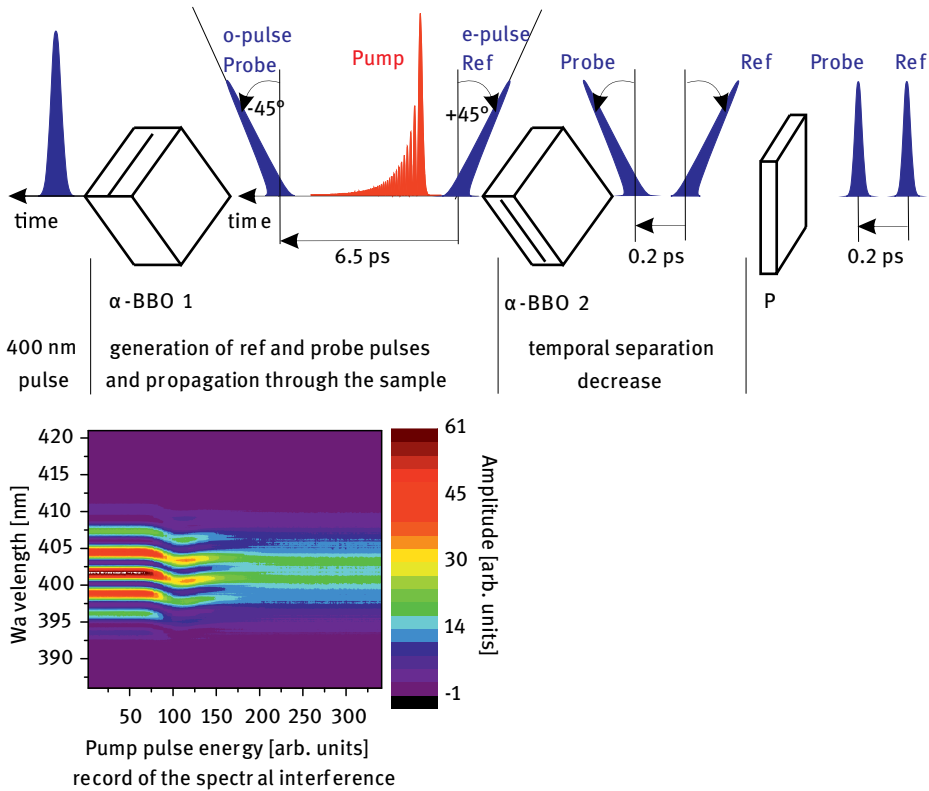 o-pulse
Probe
-45°
Pump
e-pulse
Ref
+45°
Probe
Ref
Probe
Ref
time
time
6.5 ps
0.2 ps
0.2 ps
α-BBO 1
α-BBO 2
P
400 nm
pulse
generation of ref and probe pulses
and propagation through the sample
temporal separation
decrease
420
410
405
400
395
390
Wa velength [nm]
50 100 150 200 250 300
Pump pulse energy [arb. units]
record of the spectral interference
61
45
30
14
-1
Amplitude [arb. units]